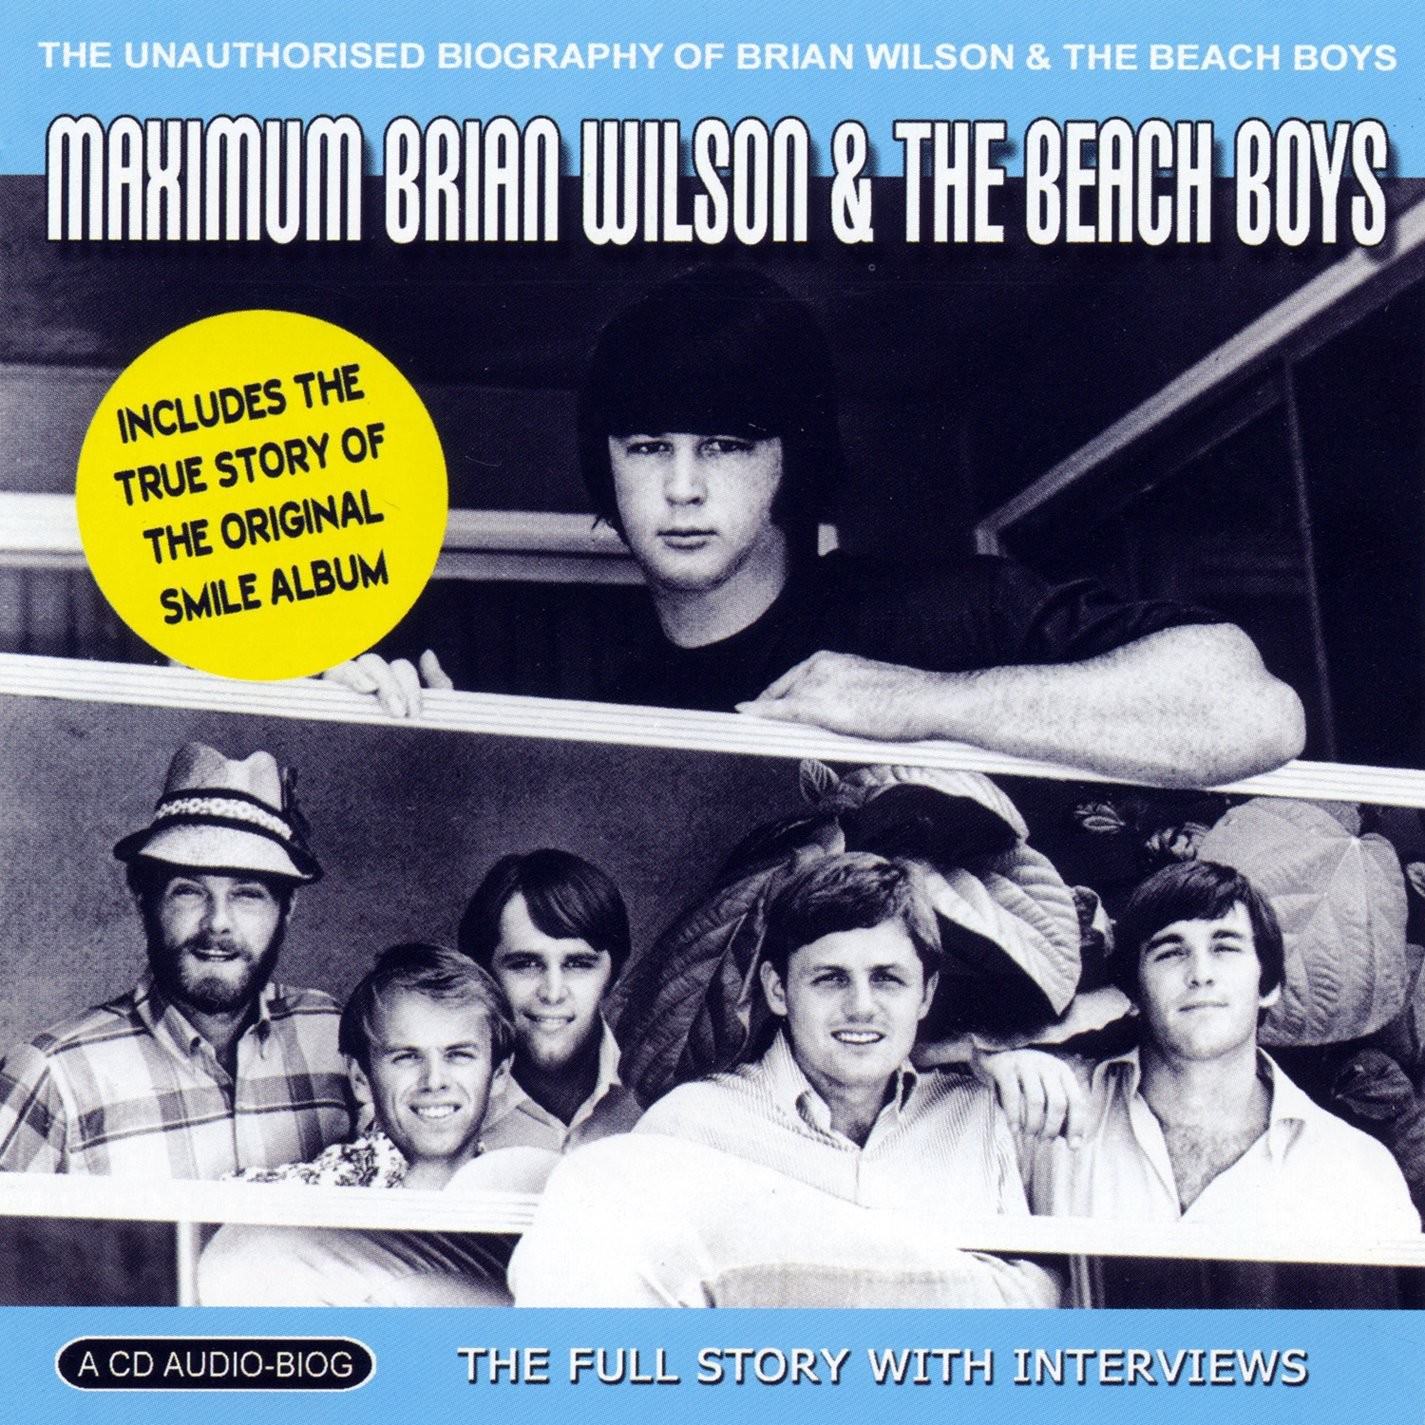 THE UNAUTHORISED BIOGRAPHY OF BRIAN WILSON & THE BEACH BOYS
MAXIMUM BRIAN WILSON & THE BEACH BOYS
INCLUDES THE
TRUE STORY OF
THE ORIGINAL
SMILE ALBUM
A CD AUDIO-BIOG
THE FULL STORY WITH INTERVIEWS